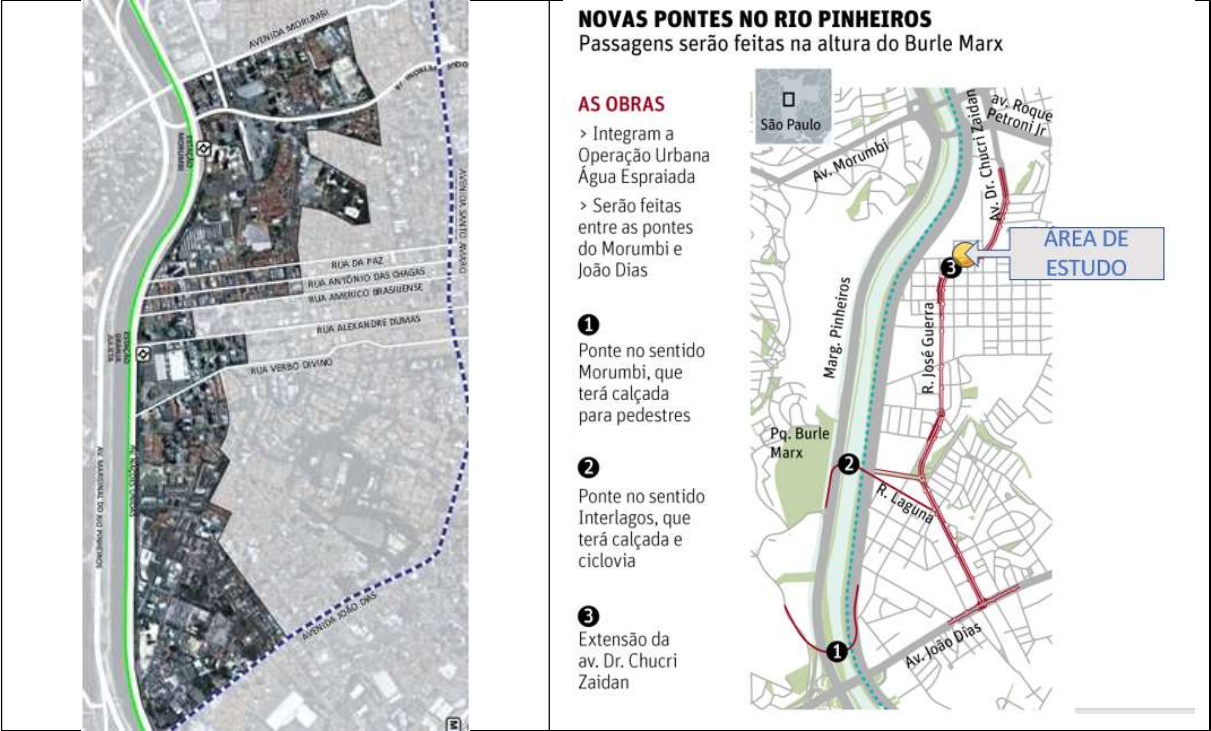 AVENIDA MORUMBI
ESTAÇÃO
MORUMBI
AVENIDA SANTO AMARO
RUA DA PAZ
RUA ANTÔNIO DAS CHAGAS
RUA AMÉRICO BRASILIENSE
RUA ALEXANDRE DUMAS
ESTAÇÃO
GRANJA
JULIETA
RUA VERBO DIVINO
AV. MARGINAL DO RIO PINHEIROS
AVENIDA JOÃO DIAS
M
NOVAS PONTES NO RIO PINHEIROS
Passagens serão feitas na altura do Burle Marx
AS OBRAS
> Integram a
Operação Urbana
Água Espraiada
> Serão feitas
entre as pontes
do Morumbi e
João Dias
1
Ponte no sentido
Morumbi, que
terá calçada
para pedestres
2
Ponte no sentido
Interlagos, que
terá calçada e
ciclovia
3
Extensão da
av. Dr. Chucri
Zaidan
São Paulo
av. Roque
Petroni Jr
Av. Dr. Chucri Zaidan
Av. Morumbi
ÁREA DE
ESTUDO
3
Marg. Pinheiros
R. José Guerra
Pq. Burle
Marx
2
R. Laguna
1
Av. João Dias